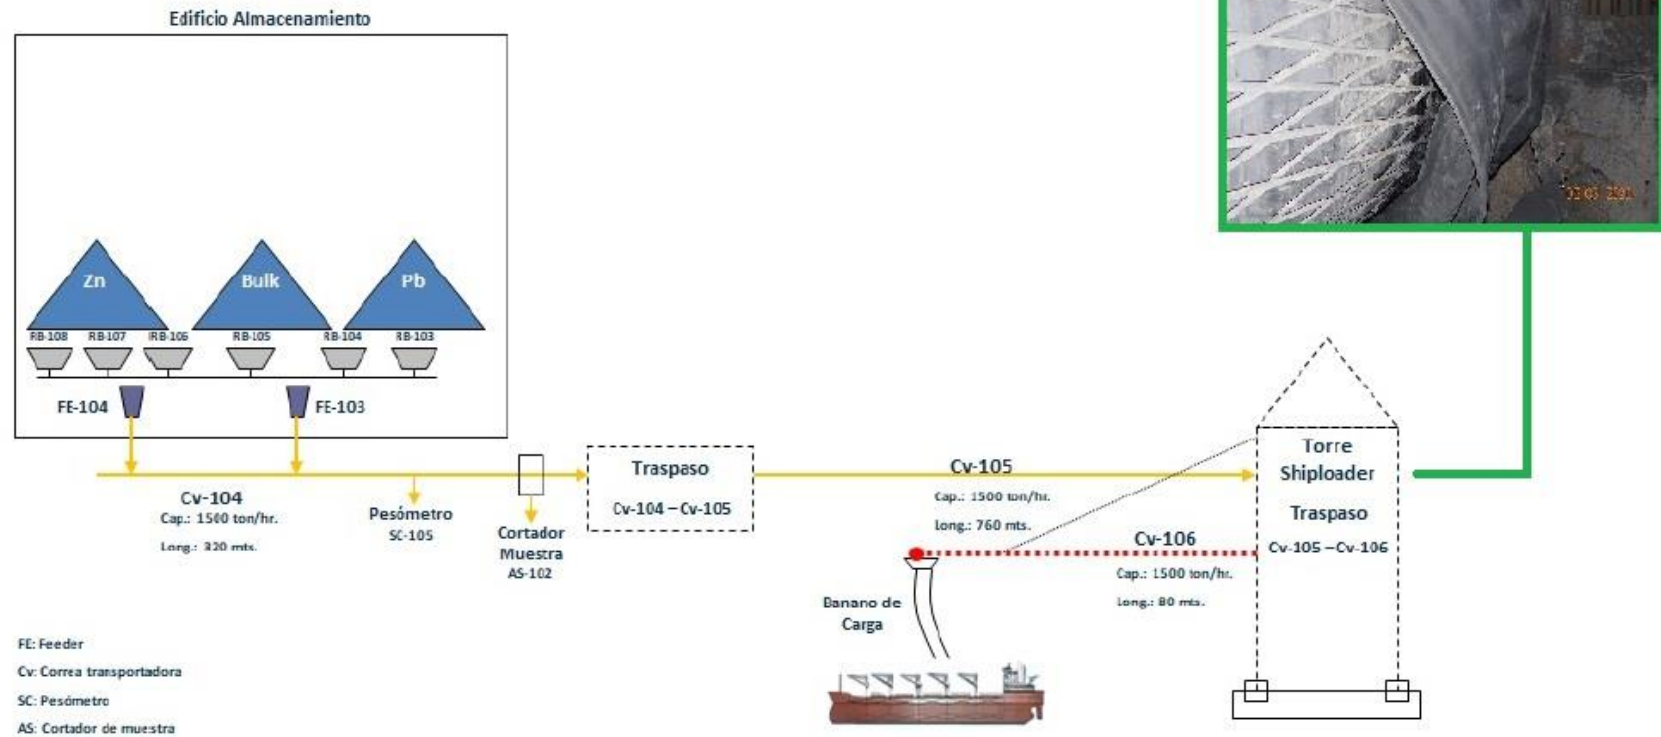 Edificio Almacenamiento
Zn
Bulk
Pb
RB-108
RB-107
RB-106
RB-105
RB-104
RB-103
FE-104
FE-103
Cv-104
Cap.: 1500 ton/hr.
Long.: 320 mts.
Pesómetro
SC-105
Cortador
Muestra
AS-102
Traspaso
Cv-104 – Cv-105
Cv-105
Cap.: 1500 ton/hr.
Long.: 760 mts.
Cv-106
Cap.: 1500 ton/hr.
Long.: 80 mts.
Torre
Shiploader
Traspaso
Cv-105 – Cv-106
Banano de
Carga
FE: Feeder
Cv: Correa transportadora
SC: Pesómetro
AS: Cortador de muestra